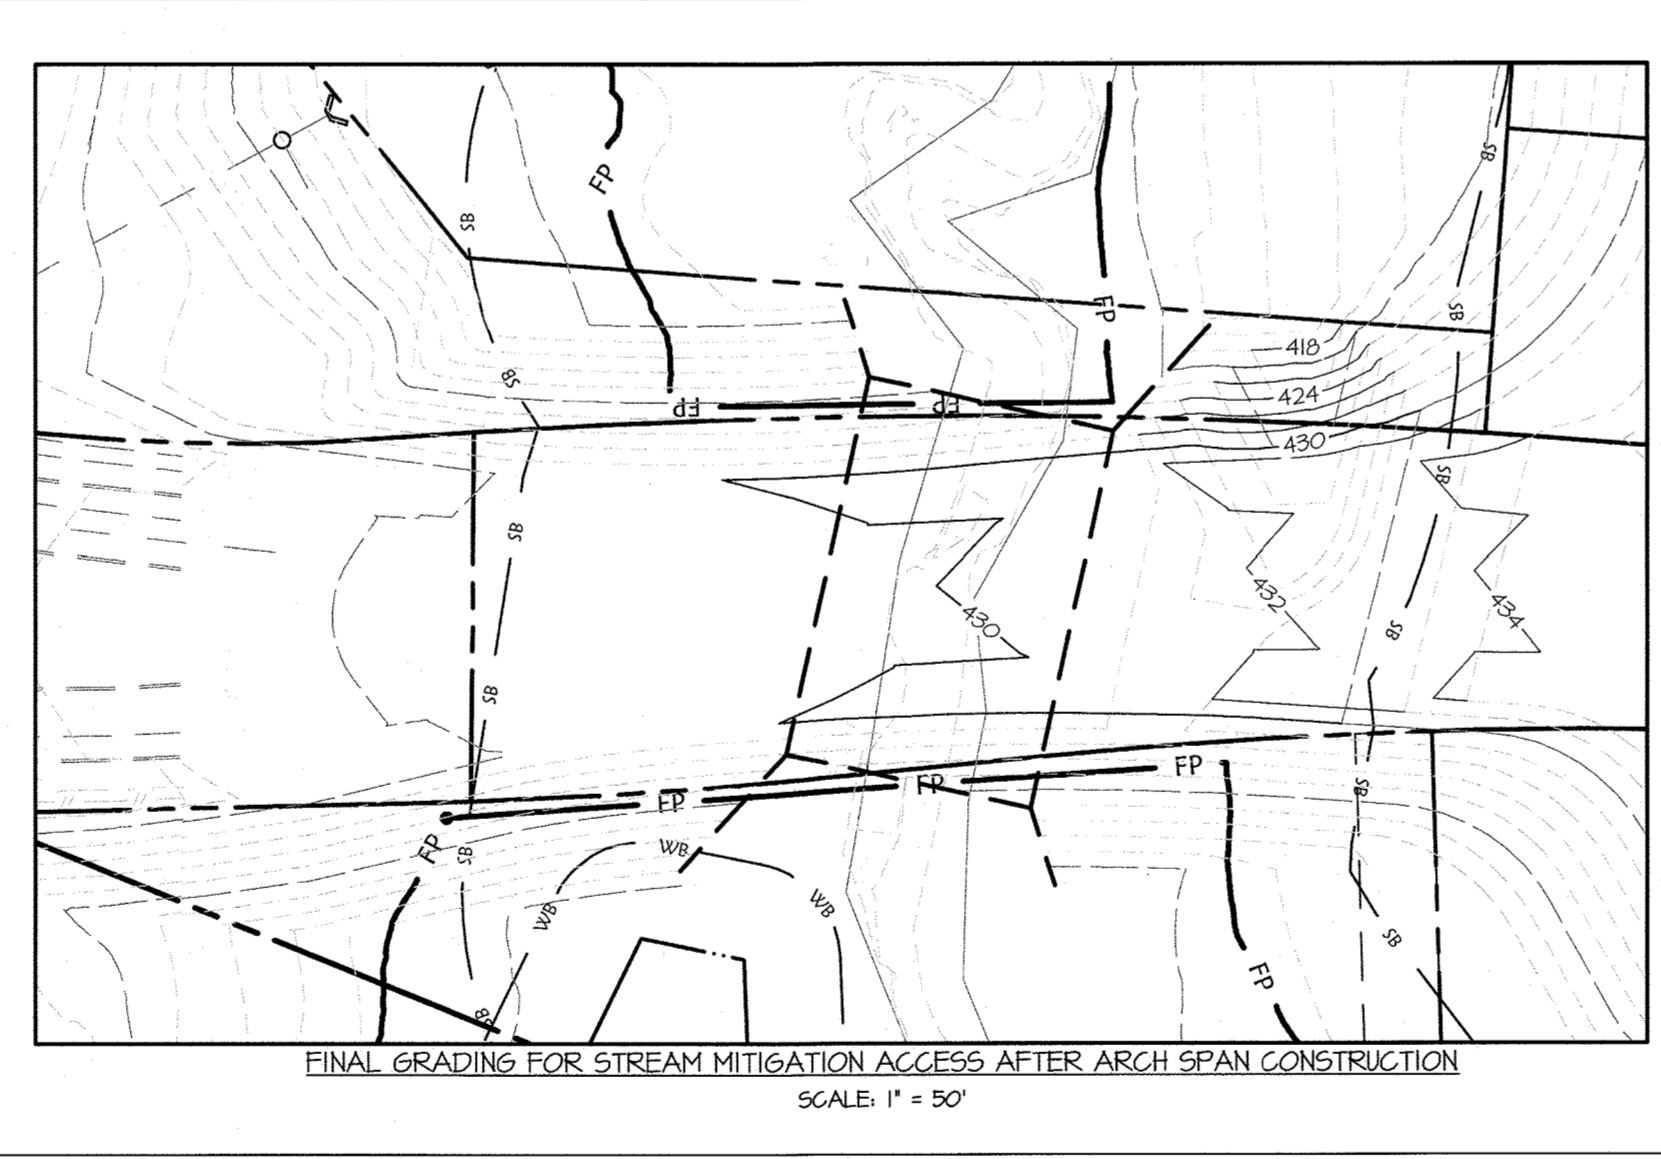 SB
FP
SB
SB
FP
418
SB
424
FP
FP
430
SB
SB
432
434
430
SB
SB
FP
FP
SB
FP
FP
SB
WB
WB
WB
SB
FP
SB
FINAL GRADING FOR STREAM MITIGATION ACCESS AFTER ARCH SPAN CONSTRUCTION
SCALE: 1" = 50'